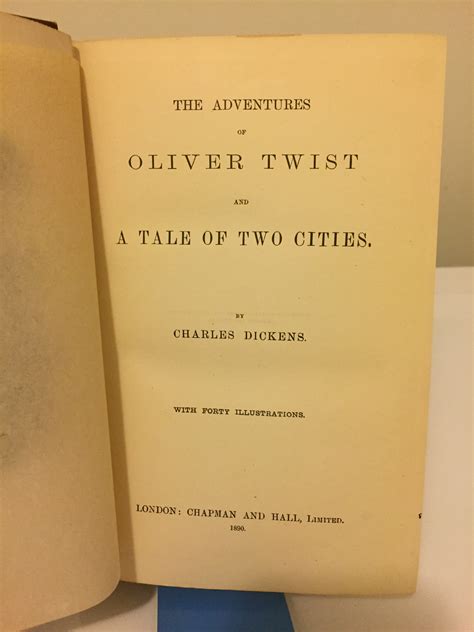 THE ADVENTURES
OF
OLIVER TWIST
AND
A TALE OF TWO CITIES.
BY
CHARLES DICKENS.
WITH FORTY ILLUSTRATIONS.
LONDON: CHAPMAN AND HALL, LIMITED.
1890.